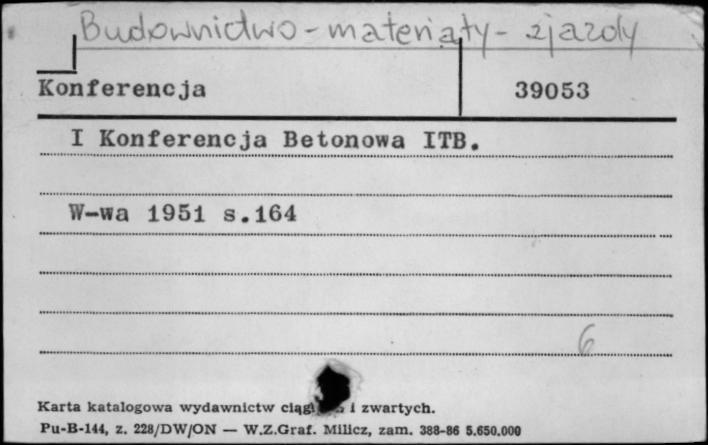 Budownictwo - materiały - zjazdy
Konferencja 39053
I Konferencja Betonowa ITB.
W-wa 1951 s.164
6
Karta katalogowa wydawnictw i zwartych.
Pu-B-144, z. 228/DW/ON — W.Z.Graf. Milicz, zam. 388-86 5.650.000